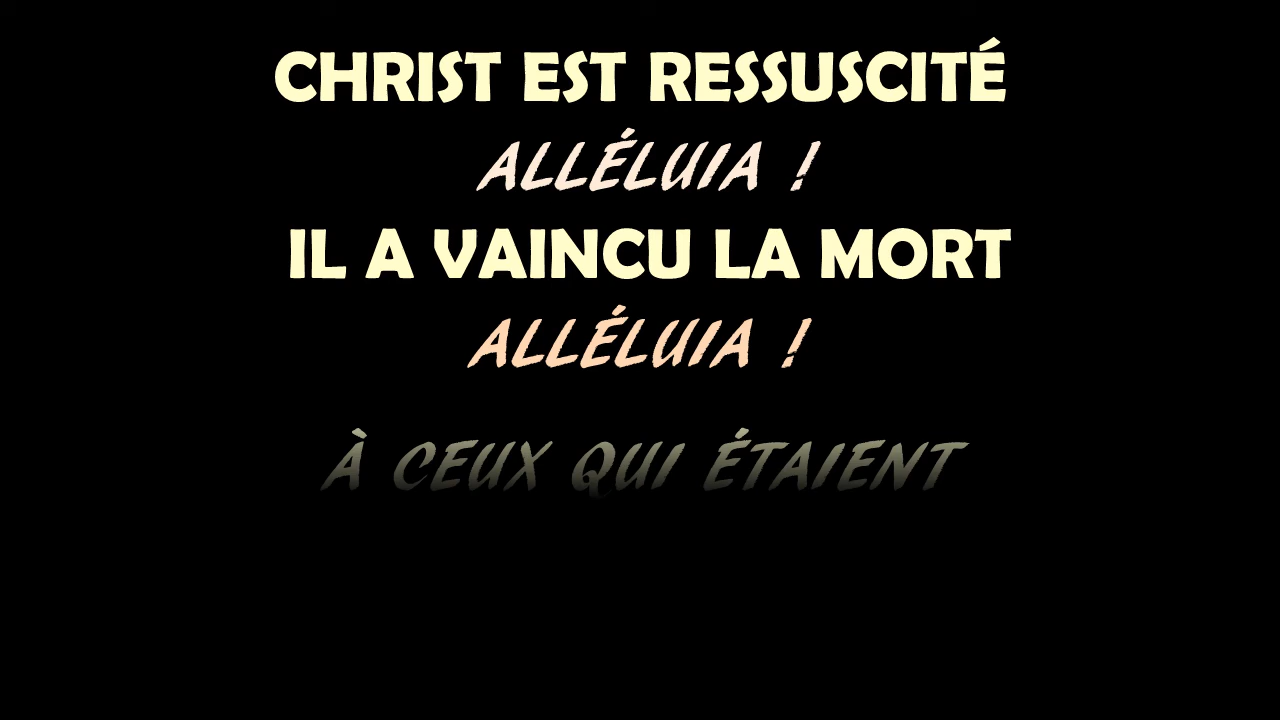 CHRIST EST RESSUSCITÉ
ALLÉLUIA !
IL A VAINCU LA MORT
ALLÉLUIA !
À CEUX QUI ÉTAIENT